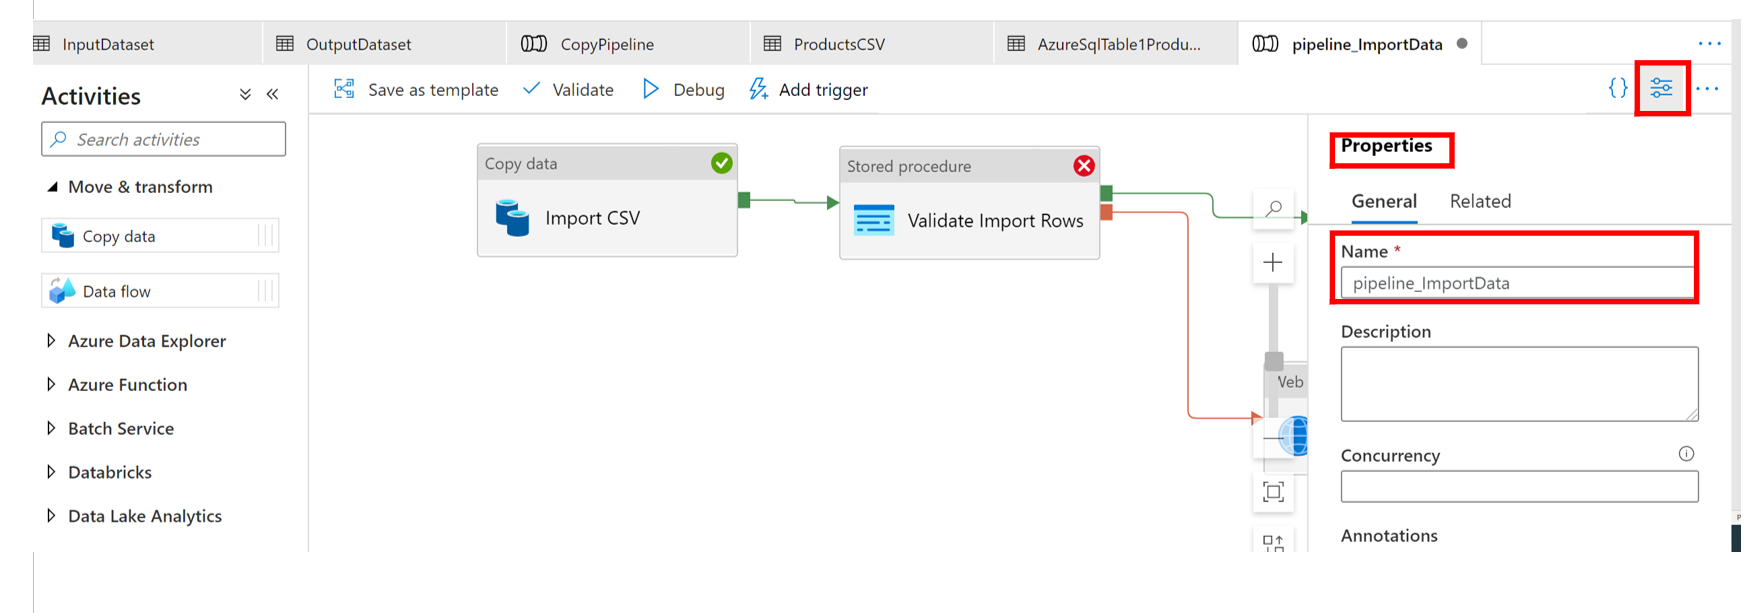 InputDataset
OutputDataset
CopyPipeline
ProductsCSV
AzureSqlTable1Produ...
pipeline_ImportData
Activities
Save as template
Validate
Debug
Add trigger
Search activities
Move & transform
Copy data
Data flow
Azure Data Explorer
Azure Function
Batch Service
Databricks
Data Lake Analytics
Copy data
Import CSV
Stored procedure
Validate Import Rows
Web
Properties
General
Related
Name *
pipeline_ImportData
Description
Concurrency
Annotations